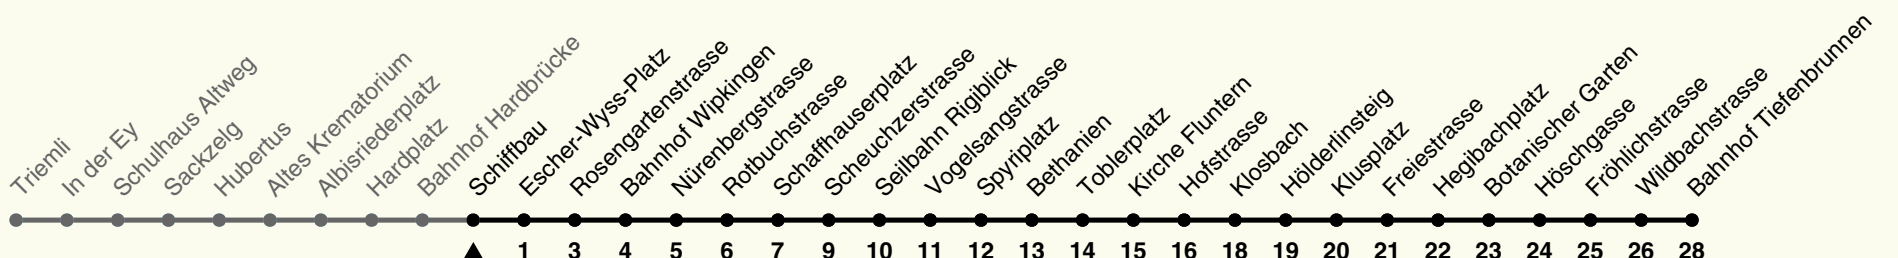 Triemli
In der Ey
Schulhaus Altweg
Sackzelg
Hubertus
Altes Krematorium
Albisriederplatz
Hardplatz
Bahnhof Hardbrücke
Schiffbau
Escher-Wyss-Platz
Rosengartenstrasse
Bahnhof Wipkingen
Nürenbergstrasse
Rotbuchstrasse
Schaffhauserplatz
Scheuchzerstrasse
Seilbahn Rigiblick
Vogelsangstrasse
Spyriplatz
Bethanien
Toblerplatz
Kirche Fluntern
Hofstrasse
Klosbach
Hölderlinsteig
Klusplatz
Freiestrasse
Hegibachplatz
Botanischer Garten
Höschgasse
Fröhlichstrasse
Wildbachstrasse
Bahnhof Tiefenbrunnen
1 3 4 5 6 7 9 10 11 12 13 14 15 16 18 19 20 21 22 23 24 25 26 28